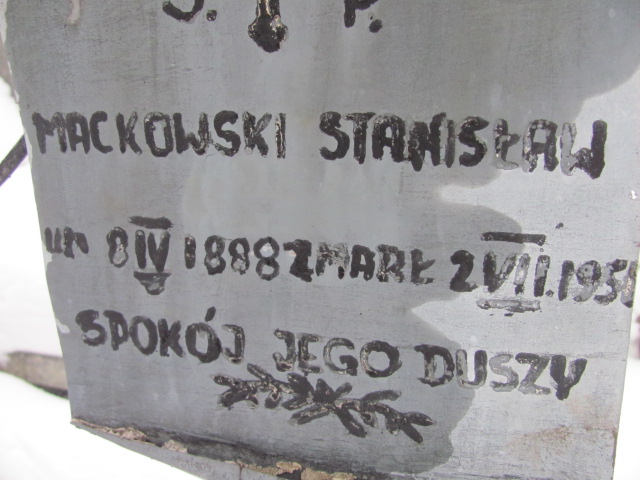 Ś. P.
MACKOWSKI STANISŁAW
UR 8 IV 1888 ZMARŁ 2 VII. 195
SPOKÓJ JEGO DUSZY